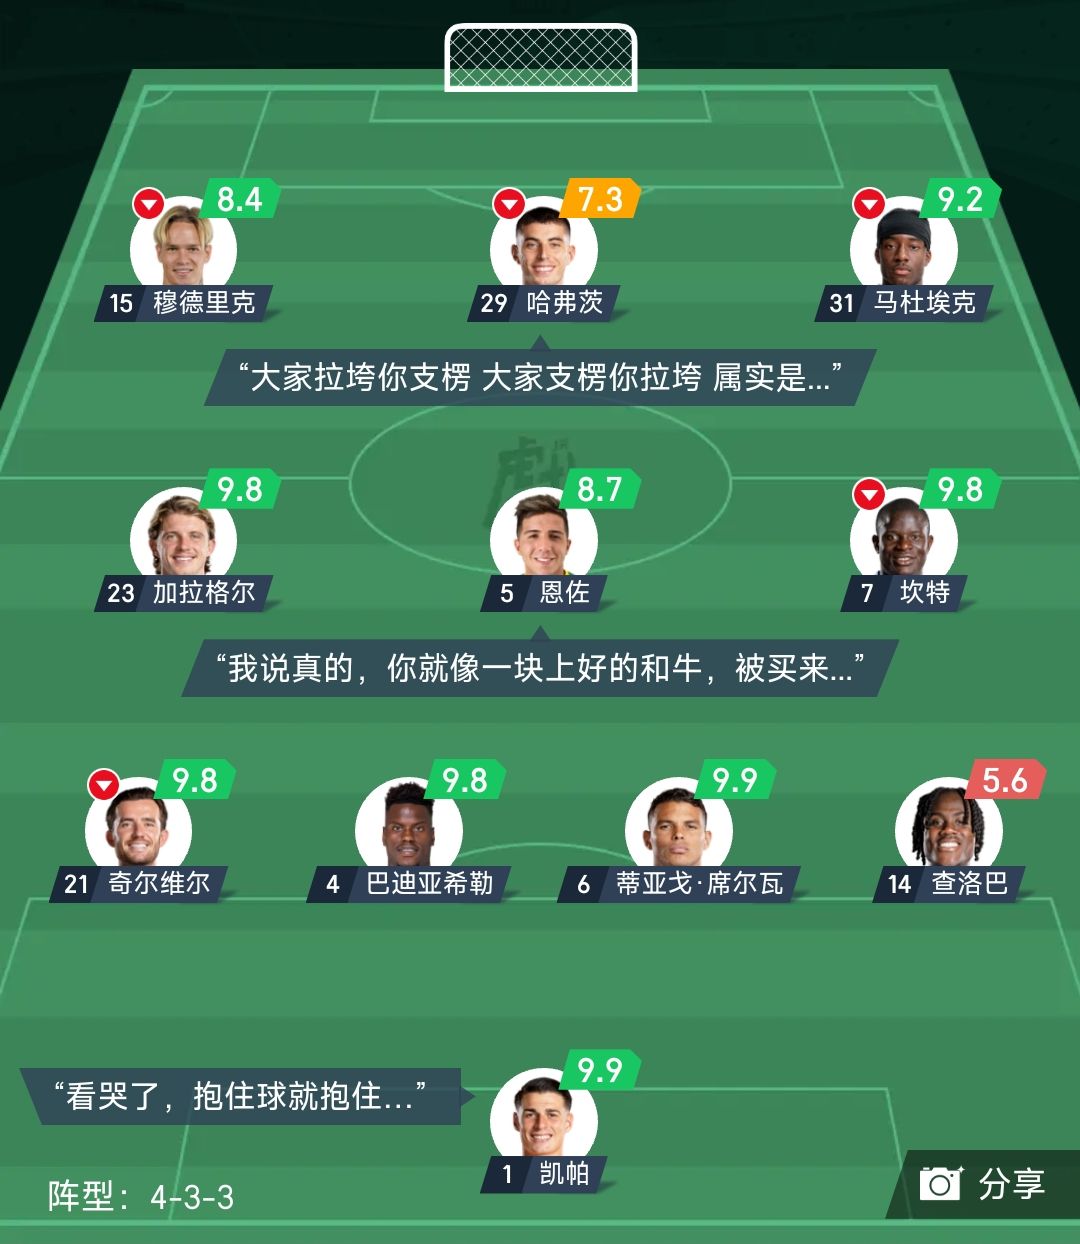 8.4
7.3
9.2
15 穆德里克
29 哈弗茨
31 马杜埃克
“大家拉垮你支楞 大家支楞你拉垮 属实是...”
9.8
8.7
9.8
23 加拉格尔
5 恩佐
7 坎特
“我说真的，你就像一块上好的和牛，被买来...”
9.8
9.8
9.9
5.6
21 奇尔维尔
4 巴迪亚希勒
6 蒂亚戈·席尔瓦
14 查洛巴
9.9
“看哭了，抱住球就抱住...”
1 凯帕
阵型：4-3-3
分享